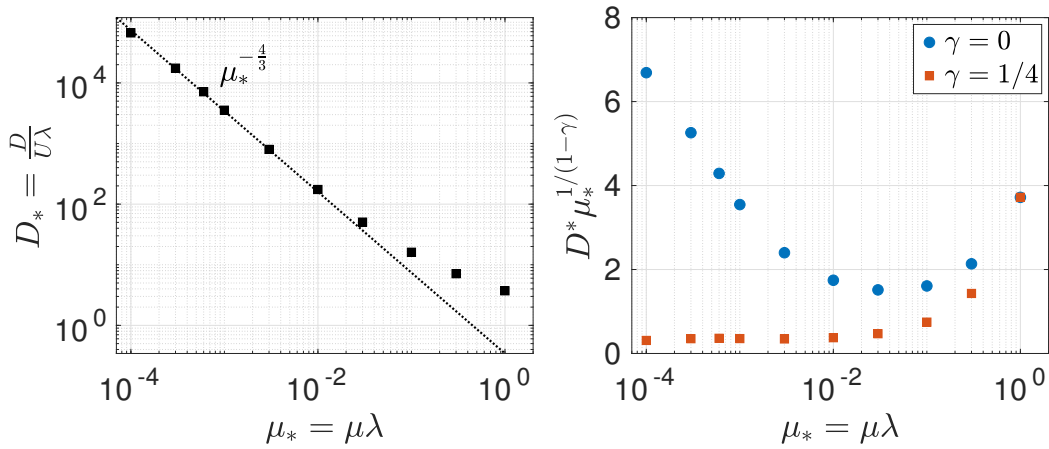 D_* = \frac{D}{Uλ}
10^4
10^2
10^0
μ_*^{-\frac{4}{3}}
10^{-4} 10^{-2} 10^0
μ_* = μλ
D^*μ_*^{1/(1−γ)}
8
6
4
2
0
γ = 0
γ = 1/4
10^{-4} 10^{-2} 10^0
μ_* = μλ